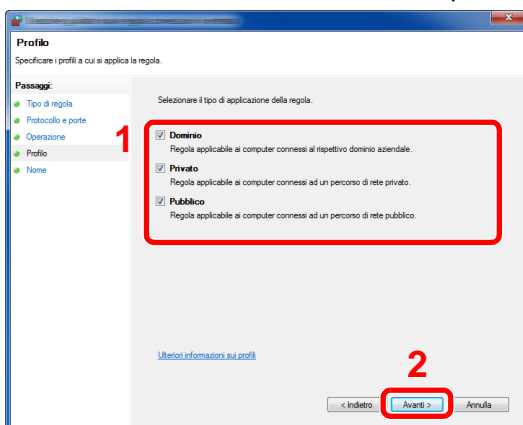 Profilo
Specificare i profili a cui si applica la regola.
Passaggi:
Tipo di regola
Protocollo e porte
Operazione
Profilo
Nome
Selezionare il tipo di applicazione della regola.
1
Dominio
Regola applicabile ai computer connessi al rispettivo dominio aziendale.
Privato
Regola applicabile ai computer connessi ad un percorso di rete privato.
Pubblico
Regola applicabile ai computer connessi ad un percorso di rete pubblico.
Ulteriori informazioni sui profili
2
< Indietro
Avanti >
Annulla